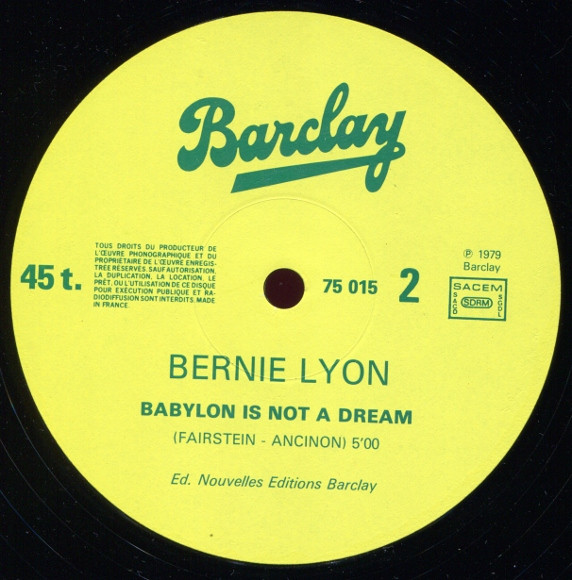 Barclay
TOUS DROITS DU PRODUCTEUR DE
L'ŒUVRE PHONOGRAPHIQUE ET DU
PROPRIÉTAIRE DE L'ŒUVRE ENREGIS-
TRÉE RÉSERVÉS. SAUF AUTORISATION,
LA DUPLICATION, LA LOCATION, LE
PRÊT, OU L'UTILISATION DE CE DISQUE
POUR EXÉCUTION PUBLIQUE ET RA-
DIODIFFUSION SONT INTERDITS. MADE
IN FRANCE
45 t.
75 015 2
℗ 1979
Barclay
SACEM
SACD
SDRM
SGDL
BERNIE LYON
BABYLON IS NOT A DREAM
(FAIRSTEIN - ANCINON) 5'00
Ed. Nouvelles Editions Barclay